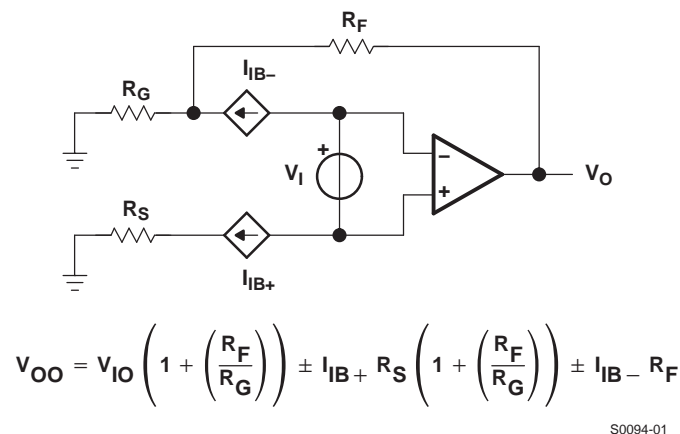 R_F
I_IB–
R_G
+
V_I
–
+
V_O
R_S
I_IB+
V_OO = V_IO (1 + (R_F/R_G)) ± I_IB+ R_S (1 + (R_F/R_G)) ± I_IB– R_F
S0094-01